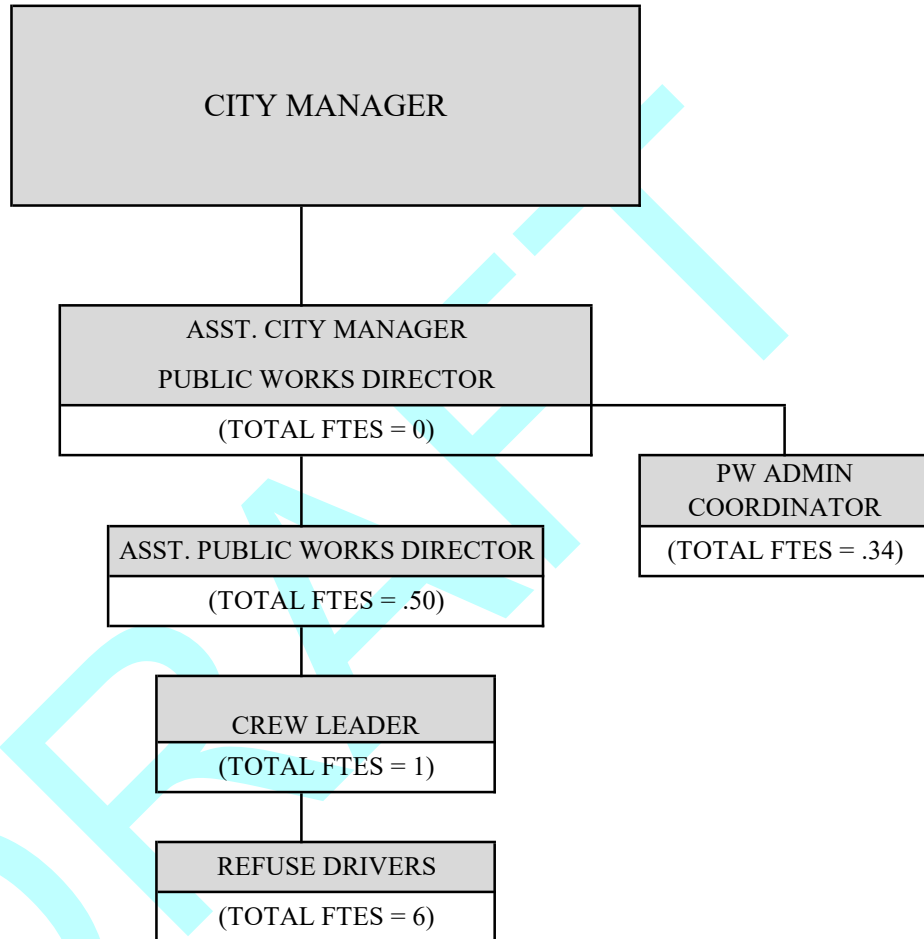 CITY MANAGER
ASST. CITY MANAGER
PUBLIC WORKS DIRECTOR
(TOTAL FTES = 0)
PW ADMIN
COORDINATOR
(TOTAL FTES = .34)
ASST. PUBLIC WORKS DIRECTOR
(TOTAL FTES = .50)
CREW LEADER
(TOTAL FTES = 1)
REFUSE DRIVERS
(TOTAL FTES = 6)
DRAFT